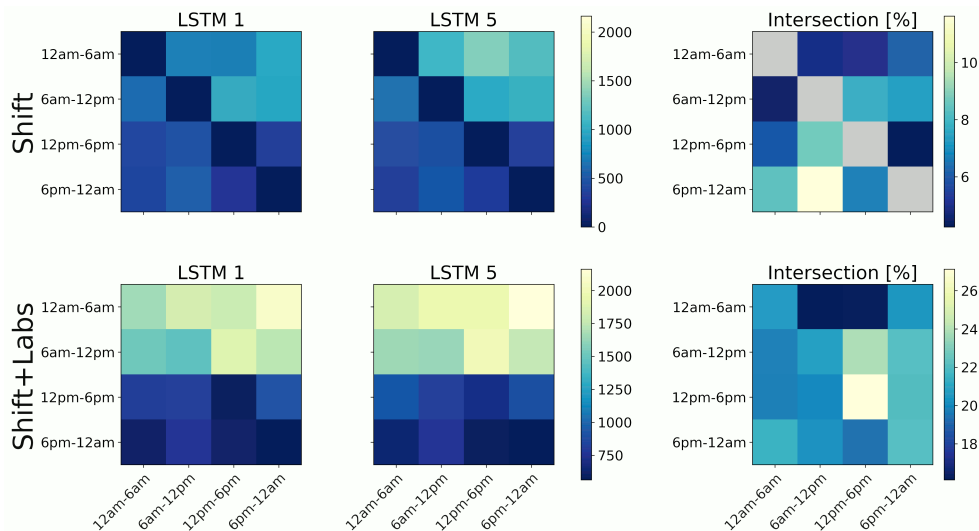 LSTM 1
LSTM 5
Intersection [%]
Shift
12am-6am
6am-12pm
12pm-6pm
6pm-12am
2000
1500
1000
500
0
10
8
6
LSTM 1
LSTM 5
Intersection [%]
Shift+Labs
12am-6am
6am-12pm
12pm-6pm
6pm-12am
2000
1750
1500
1250
1000
750
26
24
22
20
18
12am-6am
6am-12pm
12pm-6pm
6pm-12am
12am-6am
6am-12pm
12pm-6pm
6pm-12am
12am-6am
6am-12pm
12pm-6pm
6pm-12am